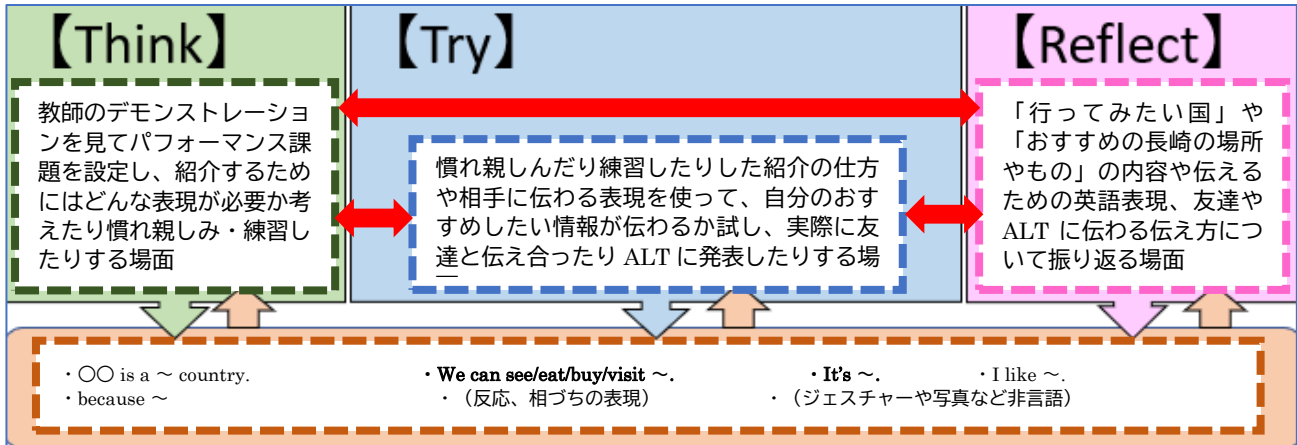 【Think】
教師のデモンストレーショ
ンを見てパフォーマンス課
題を設定し、紹介するため
にはどんな表現が必要か考
えたり慣れ親しみ・練習し
たりする場面
【Try】
慣れ親しんだり練習したりした紹介の仕方
や相手に伝わる表現を使って、自分のおす
すめしたい情報が伝わるか試し、実際に友
達と伝え合ったり ALT に発表したりする場
【Reflect】
「行ってみたい国」や
「おすすめの長崎の場所
やもの」の内容や伝える
ための英語表現、友達や
ALT に伝わる伝え方につ
いて振り返る場面
・〇〇 is a ～ country. ・We can see/eat/buy/visit ～. ・It's ～. ・I like ～.
・because ～ ・（反応、相づちの表現） ・（ジェスチャーや写真など非言語）